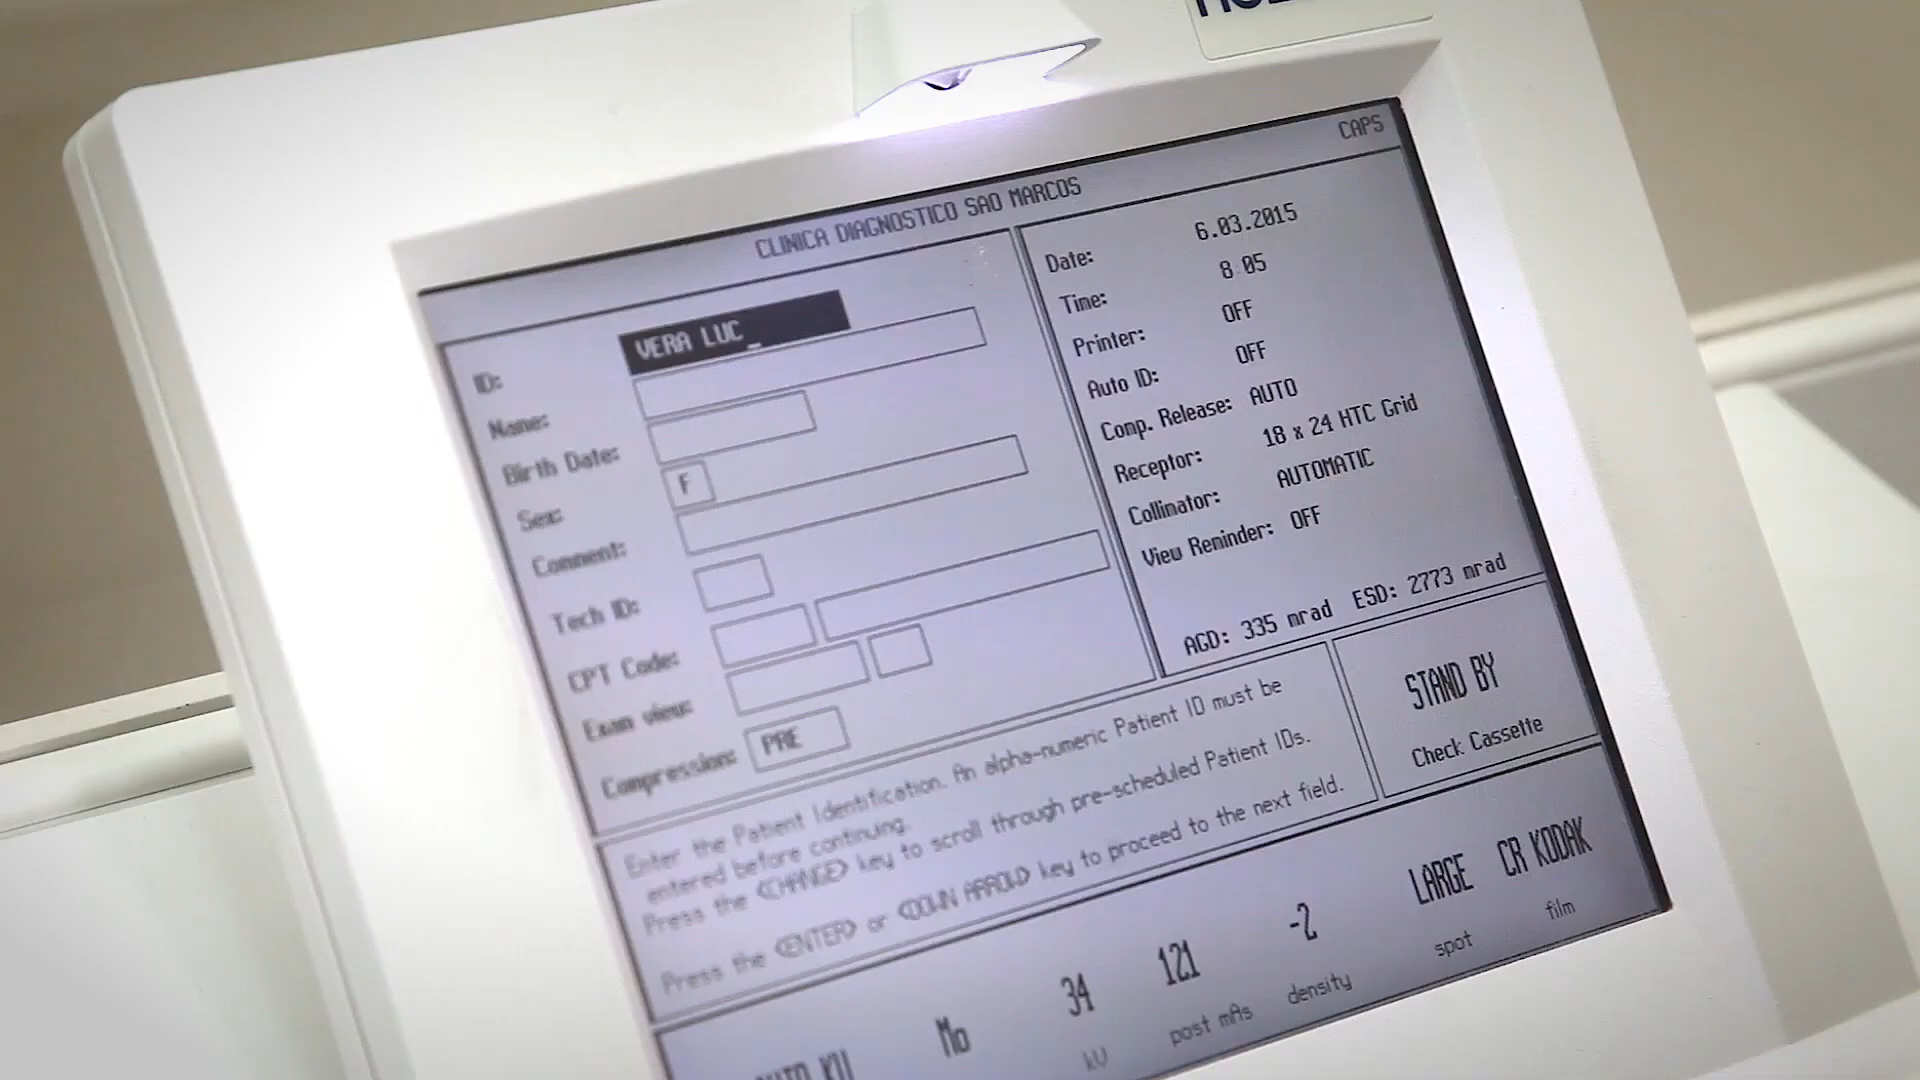 CAPS
CLINICA DIAGNOSTICO SAO MARCOS
ID: VERA LUC_
Name:
Birth Date:
Sex: F
Comment:
Tech ID:
CPT Code:
Exam view:
Compression: PRE
Date: 6.03.2015
Time: 8 05
Printer: OFF
Auto ID: OFF
Comp. Release: AUTO
Receptor: 18 x 24 HTC Grid
Collimator: AUTOMATIC
View Reminder: OFF
AGD: 335 mrad ESD: 2773 mrad
Enter the Patient Identification. An alpha-numeric Patient ID must be
entered before continuing.
Press the <CHANGE> key to scroll through pre-scheduled Patient IDs.
Press the <ENTER> or <DOWN ARROW> key to proceed to the next field.
STAND BY
Check Cassette
AUTO KV Mo 34 121 -2 LARGE CR KODAK
kV post mAs density spot film